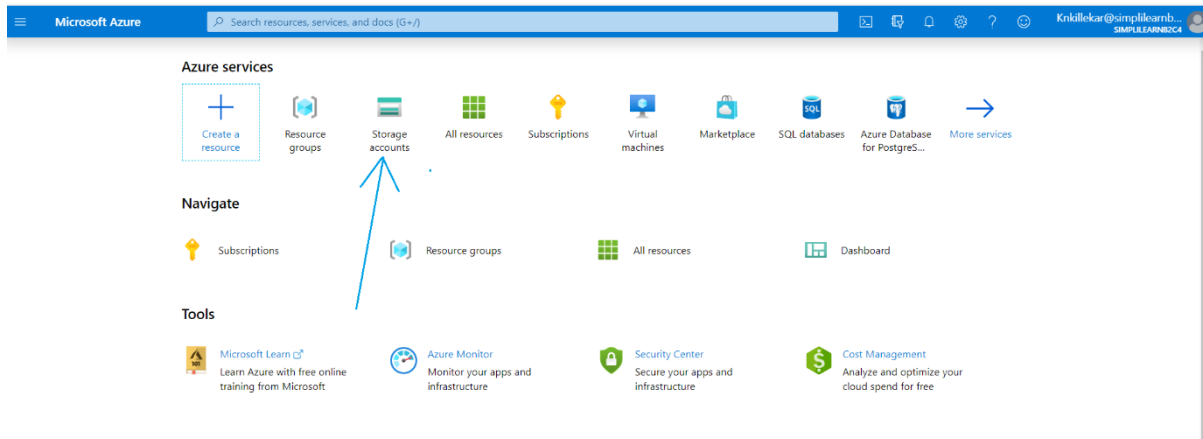 Microsoft Azure
Search resources, services, and docs (G+/)
Knkillekar@simplilearnb...
SIMPLILEARNB2C4
Azure services
Create a
resource
Resource
groups
Storage
accounts
All resources
Subscriptions
Virtual
machines
Marketplace
SQL databases
Azure Database
for PostgreS...
More services
Navigate
Subscriptions
Resource groups
All resources
Dashboard
Tools
Microsoft Learn
Learn Azure with free online
training from Microsoft
Azure Monitor
Monitor your apps and
infrastructure
Security Center
Secure your apps and
infrastructure
Cost Management
Analyze and optimize your
cloud spend for free